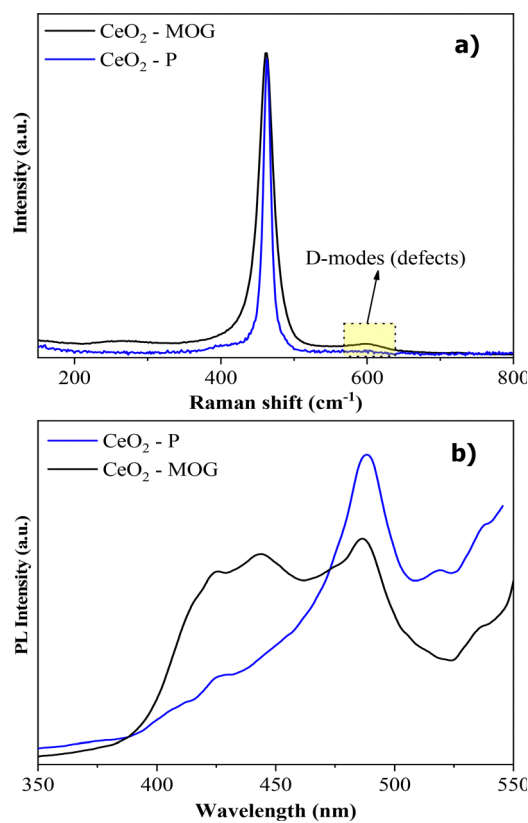 CeO₂ - MOG
CeO₂ - P
a)
D-modes (defects)
Intensity (a.u.)
200
400
600
800
Raman shift (cm⁻¹)
CeO₂ - P
CeO₂ - MOG
b)
PL Intensity (a.u.)
350
400
450
500
550
Wavelength (nm)